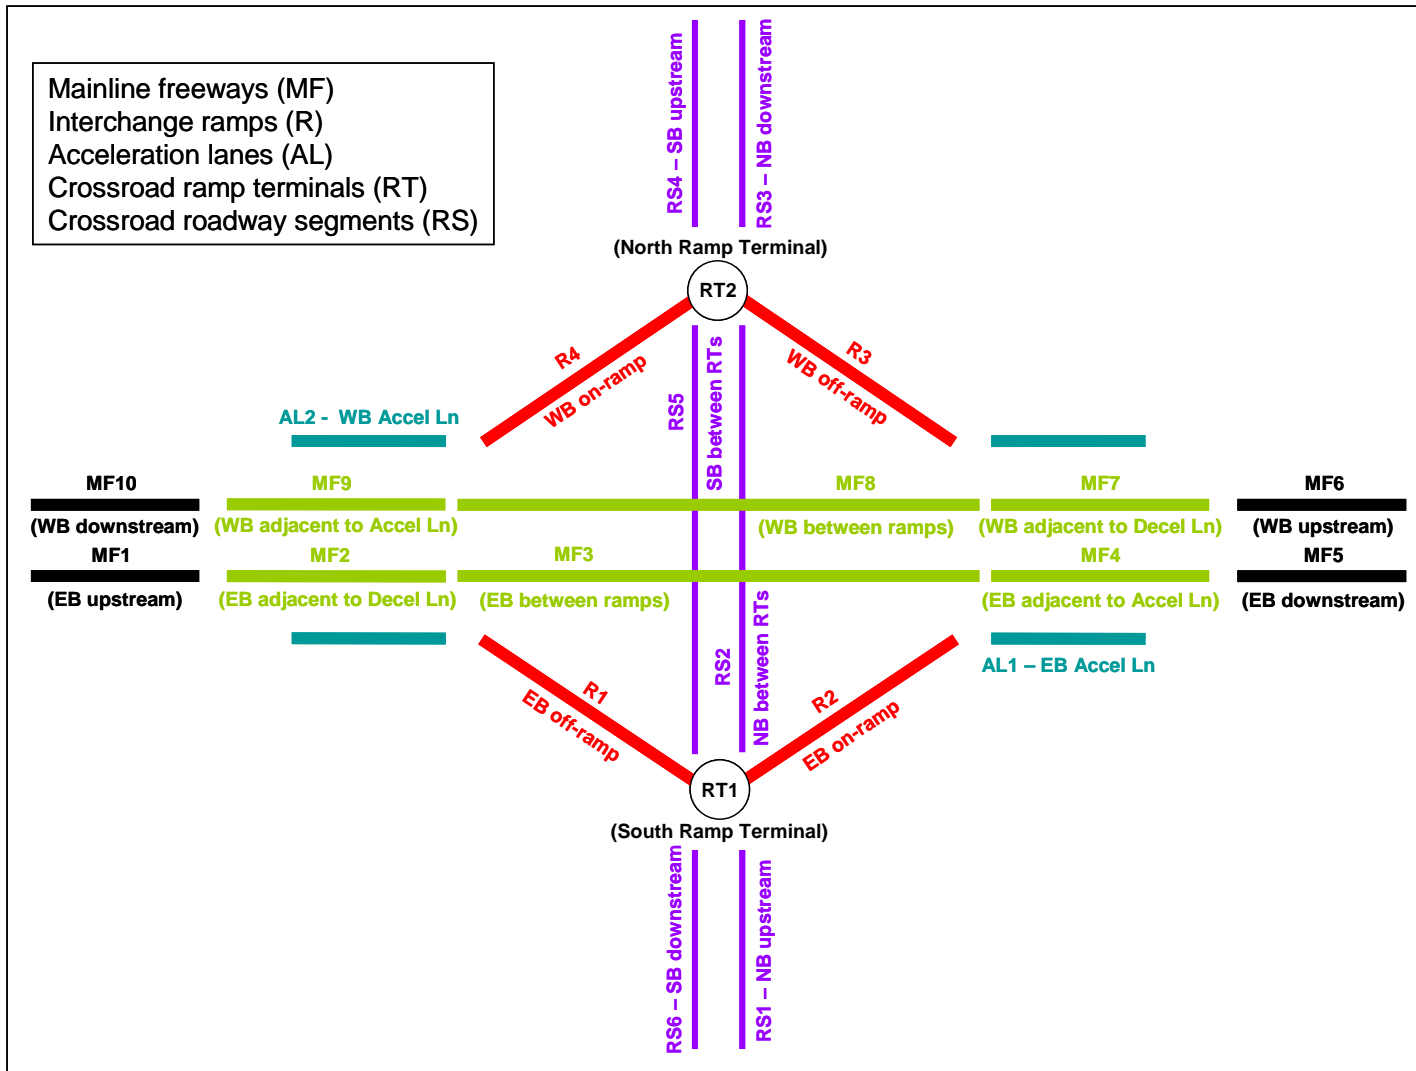 Mainline freeways (MF)
Interchange ramps (R)
Acceleration lanes (AL)
Crossroad ramp terminals (RT)
Crossroad roadway segments (RS)
RS4 – SB upstream
RS3 – NB downstream
(North Ramp Terminal)
RT2
R4
WB on-ramp
R3
WB off-ramp
RS5
SB between RTs
AL2 - WB Accel Ln
MF10
(WB downstream)
MF9
(WB adjacent to Accel Ln)
MF8
(WB between ramps)
MF7
(WB adjacent to Decel Ln)
MF6
(WB upstream)
MF1
(EB upstream)
MF2
(EB adjacent to Decel Ln)
MF3
(EB between ramps)
MF4
(EB adjacent to Accel Ln)
MF5
(EB downstream)
AL1 – EB Accel Ln
RS2
NB between RTs
R1
EB off-ramp
R2
EB on-ramp
RT1
(South Ramp Terminal)
RS6 – SB downstream
RS1 – NB upstream